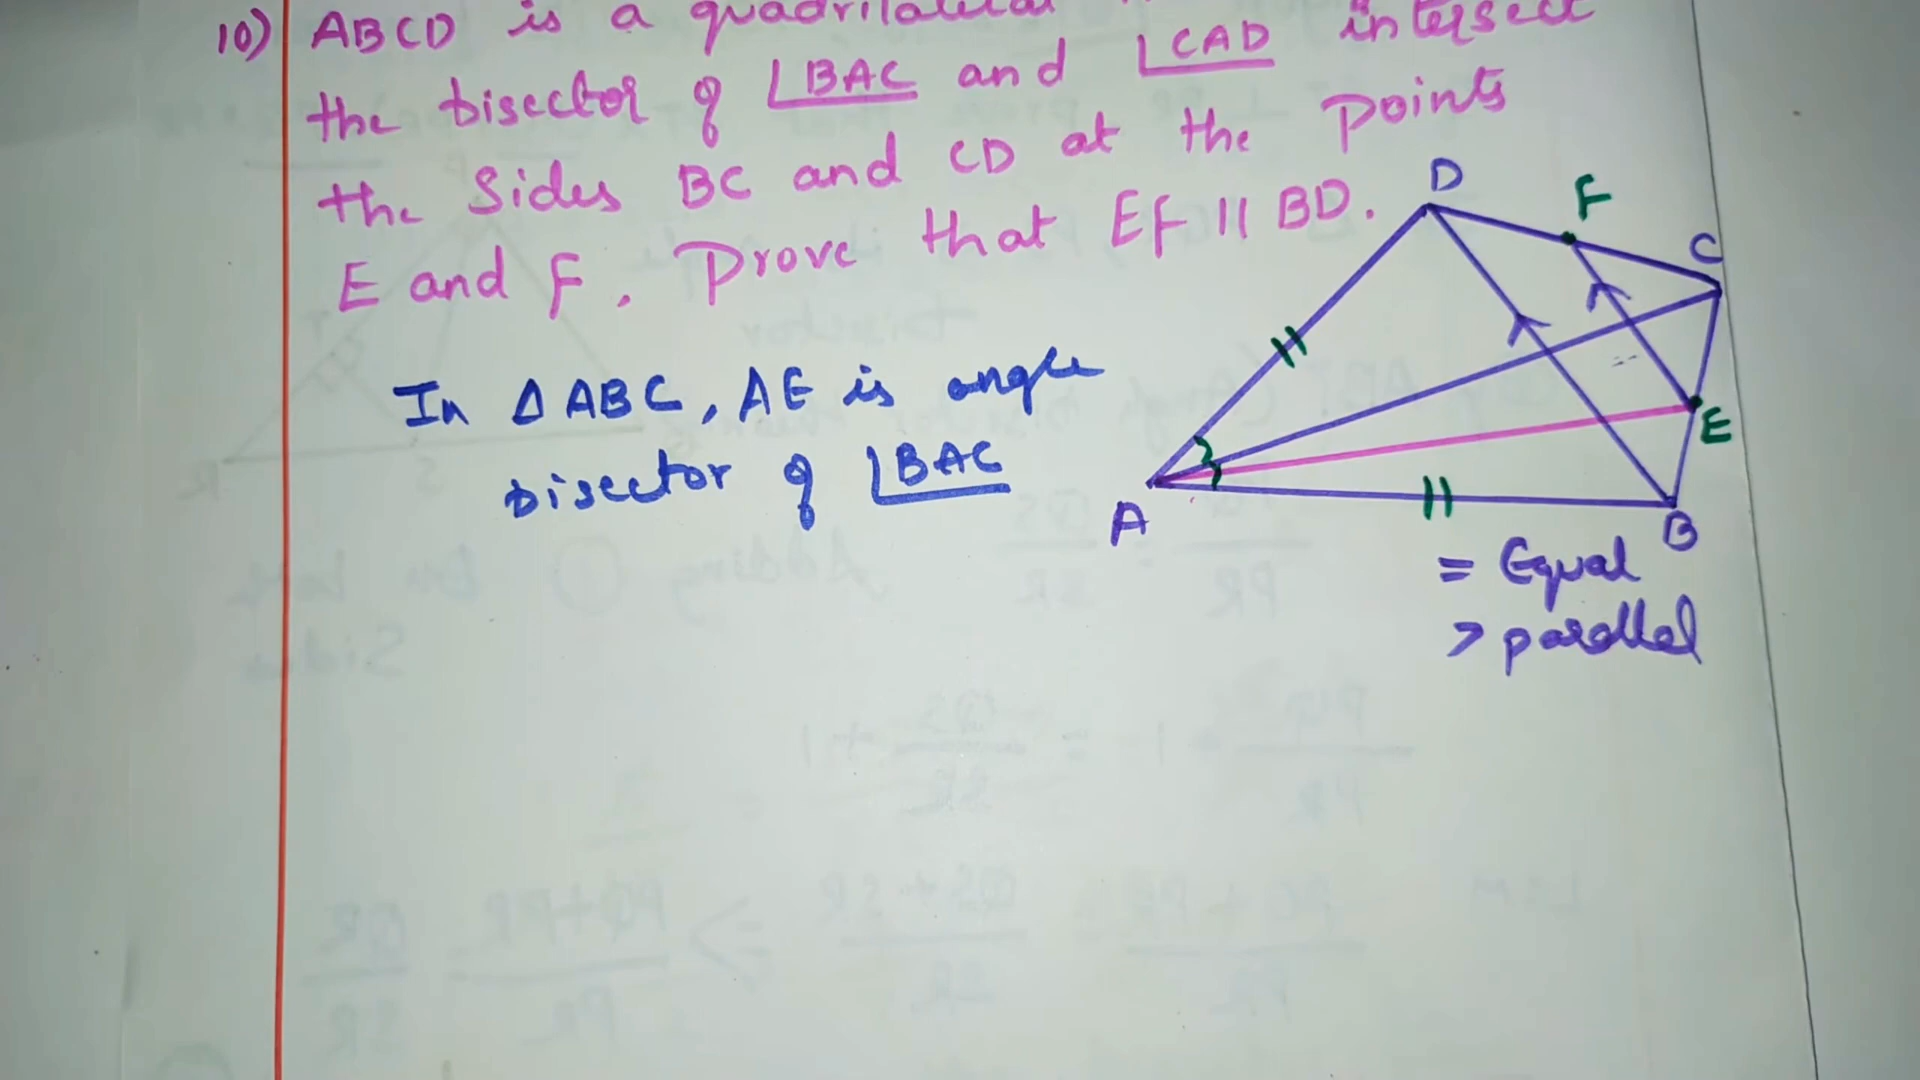 10) ABCD is a quadrilateral
the bisector of ∠BAC and ∠CAD intersect
the Sides BC and CD at the points
E and F. Prove that EF || BD.
In Δ ABC, AE is angle
bisector of ∠BAC
D
F
C
E
A
B
= Equal
> parallel